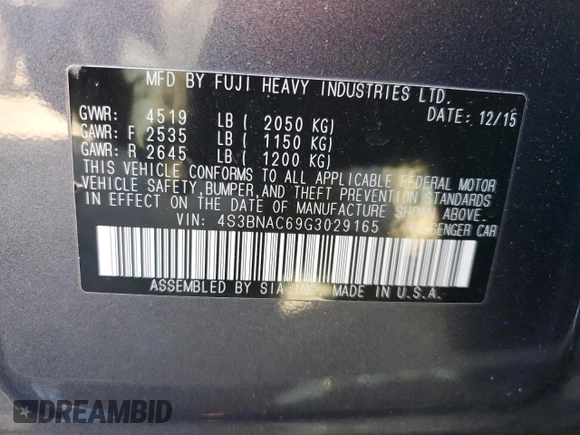 MFD BY FUJI HEAVY INDUSTRIES LTD.
DATE: 12/15
GVWR: 4519 LB ( 2050 KG)
GAWR: F 2535 LB ( 1150 KG)
GAWR: R 2645 LB ( 1200 KG)
THIS VEHICLE CONFORMS TO ALL APPLICABLE FEDERAL MOTOR
VEHICLE SAFETY, BUMPER, AND THEFT PREVENTION STANDARDS
IN EFFECT ON THE DATE OF MANUFACTURE SHOWN ABOVE.
VIN: 4S3BNAC69G3029165 CAR
ASSEMBLED BY SIA MADE IN U.S.A.
DREAMBID